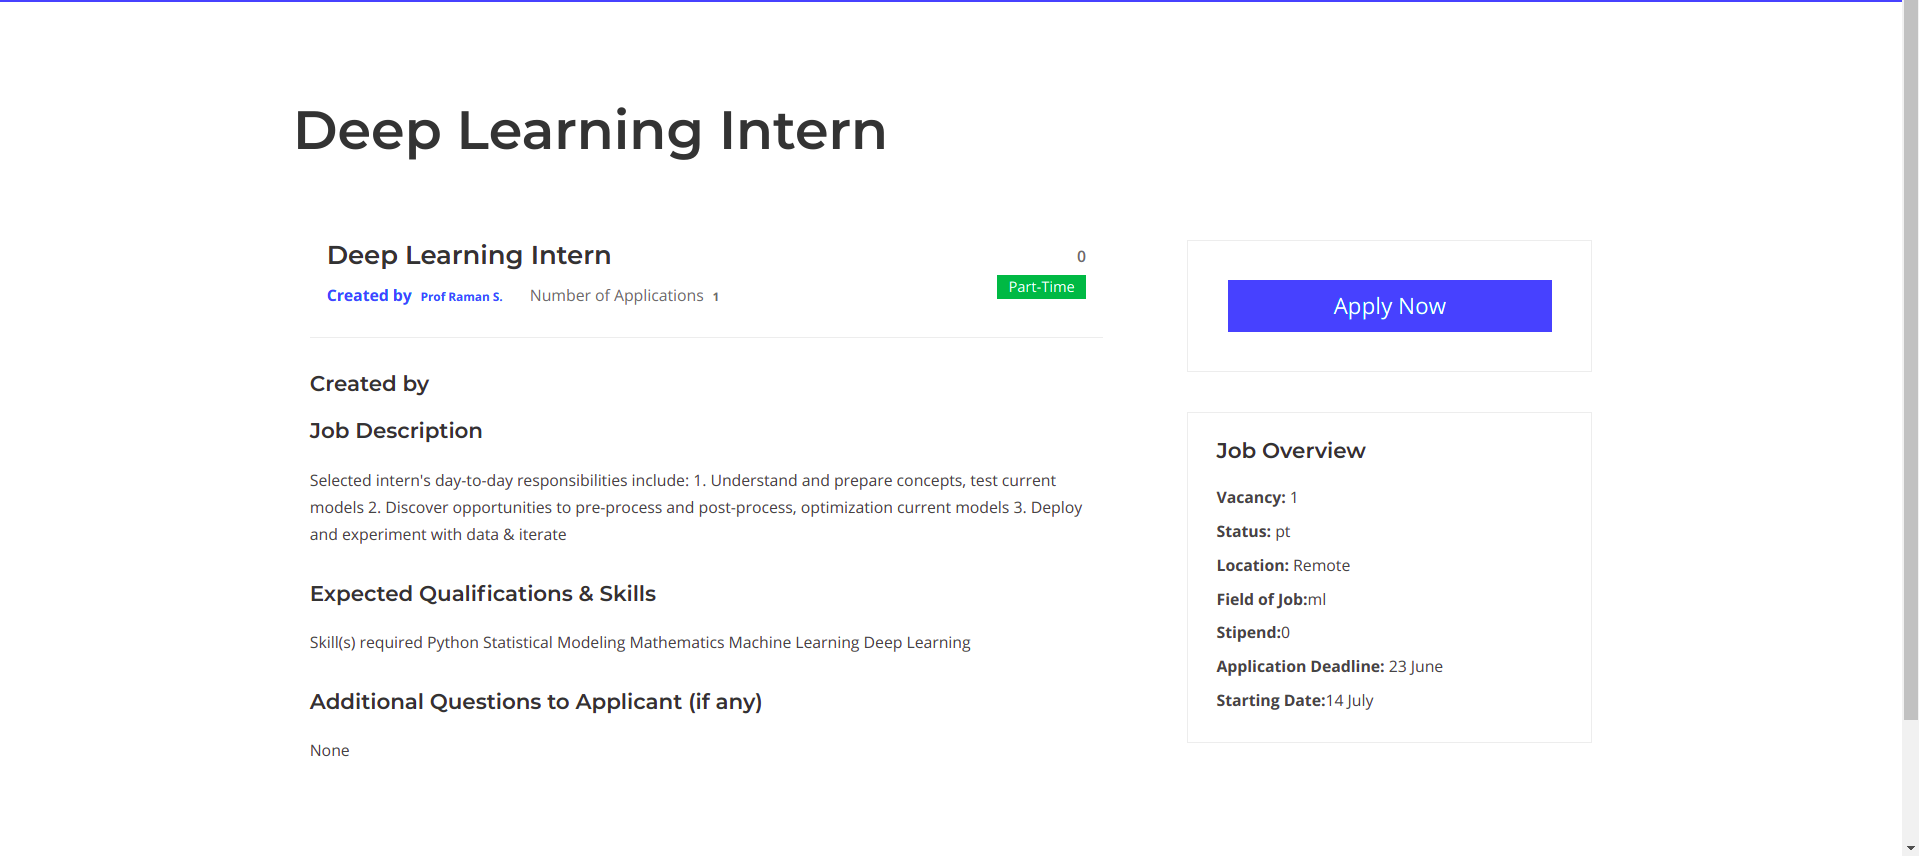 Deep Learning Intern
Deep Learning Intern
0
Created by Prof Raman S. Number of Applications 1
Part-Time
Created by
Job Description
Selected intern's day-to-day responsibilities include: 1. Understand and prepare concepts, test current
models 2. Discover opportunities to pre-process and post-process, optimization current models 3. Deploy
and experiment with data & iterate
Expected Qualifications & Skills
Skill(s) required Python Statistical Modeling Mathematics Machine Learning Deep Learning
Additional Questions to Applicant (if any)
None
Apply Now
Job Overview
Vacancy: 1
Status: pt
Location: Remote
Field of Job:ml
Stipend:0
Application Deadline: 23 June
Starting Date:14 July